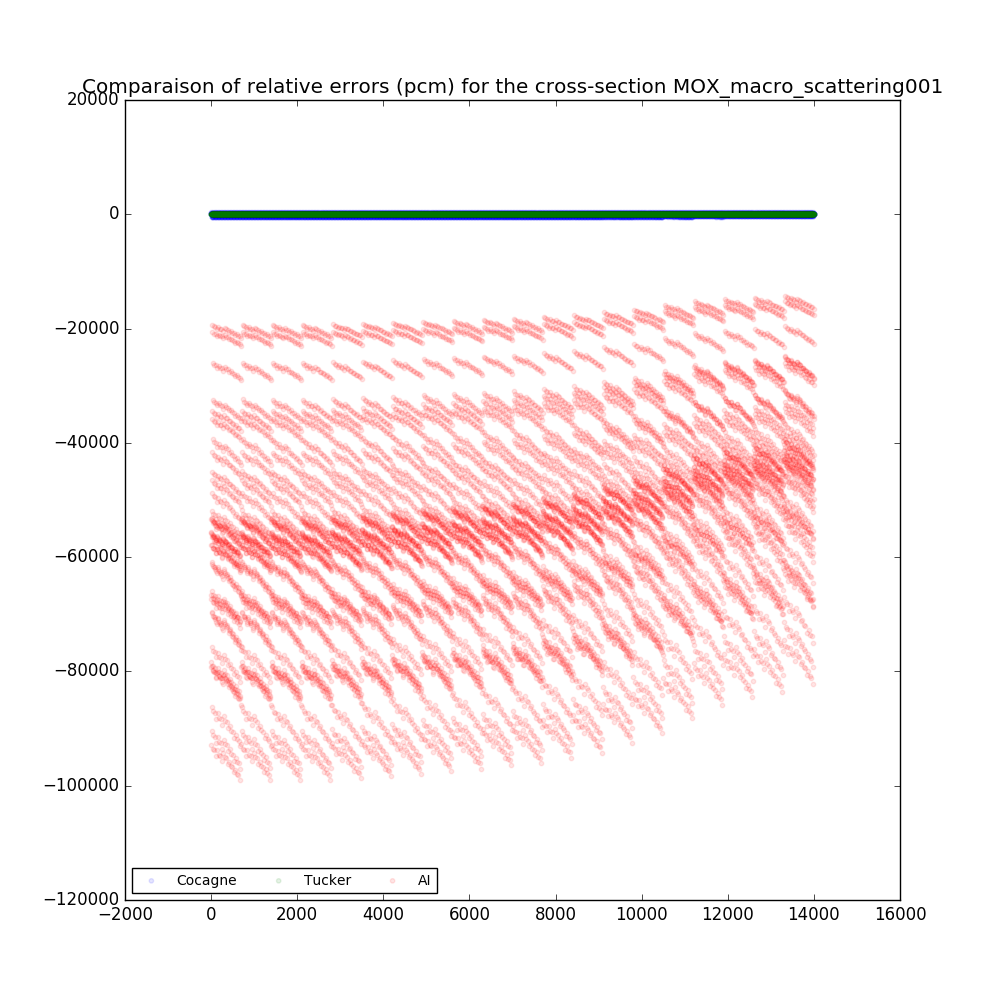 Comparaison of relative errors (pcm) for the cross-section MOX_macro_scattering001
20000
0
−20000
−40000
−60000
−80000
−100000
−120000
Cocagne Tucker AI
−2000 0 2000 4000 6000 8000 10000 12000 14000 16000